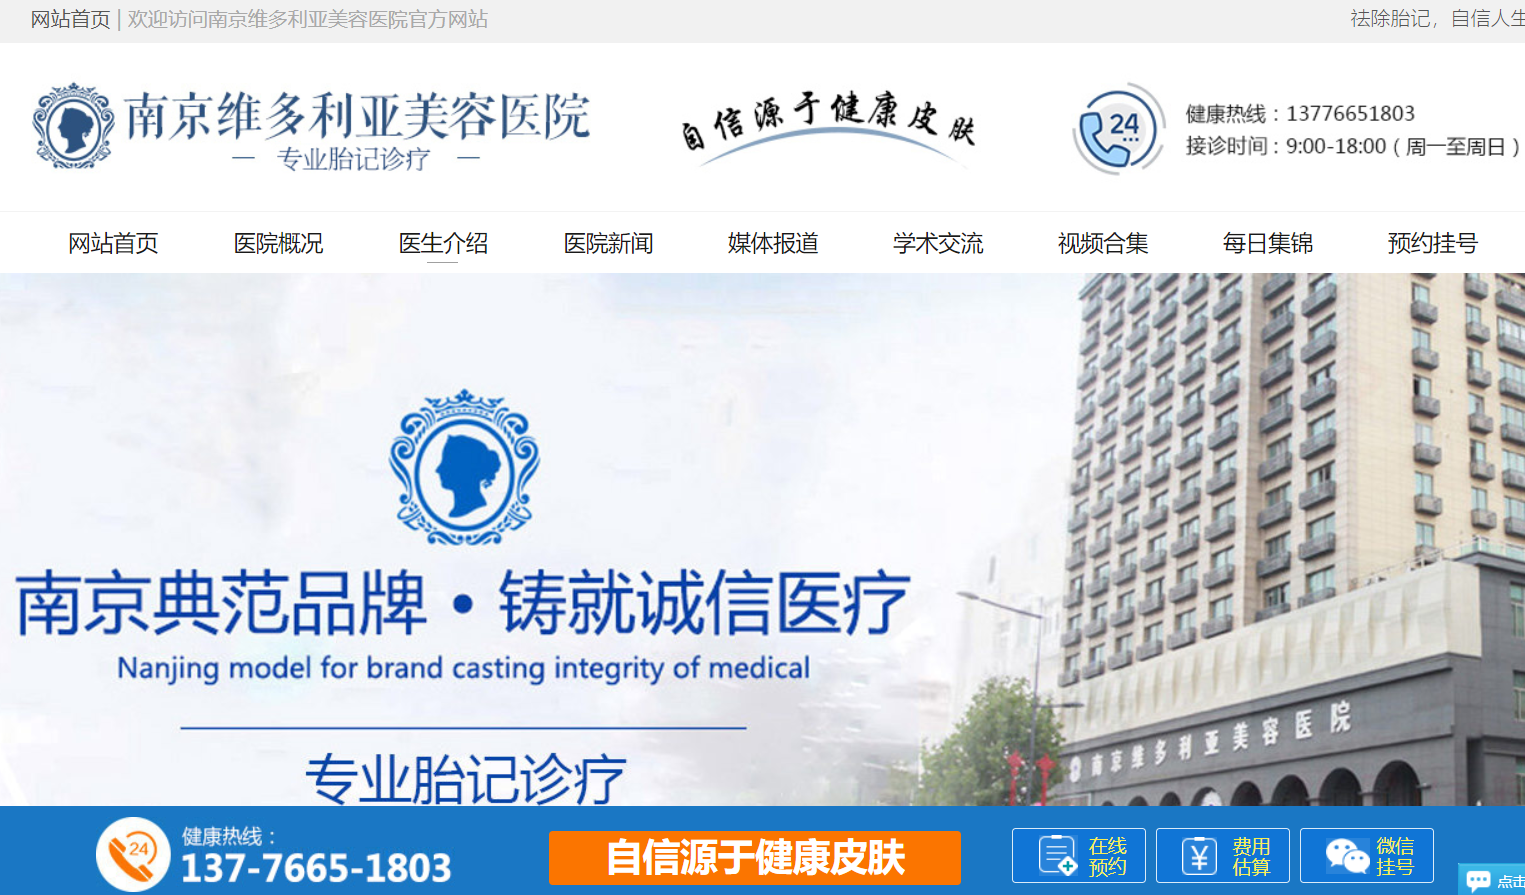 网站首页 | 欢迎访问南京维多利亚美容医院官方网站
祛除胎记，自信人生
南京维多利亚美容医院
专业胎记诊疗
自信源于健康皮肤
24
健康热线：13776651803
接诊时间：9:00-18:00（周一至周日）
网站首页 医院概况 医生介绍 医院新闻 媒体报道 学术交流 视频合集 每日集锦 预约挂号
南京典范品牌·铸就诚信医疗
Nanjing model for brand casting integrity of medical
专业胎记诊疗
南京维多利亚美容医院
24
健康热线：
137-7665-1803
自信源于健康皮肤
在线
预约
¥
费用
估算
微信
挂号
点击